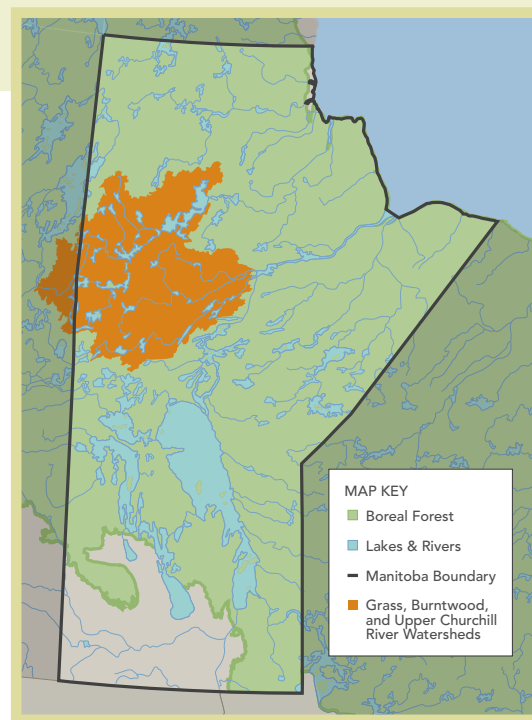 MAP KEY
Boreal Forest
Lakes & Rivers
Manitoba Boundary
Grass, Burntwood,
and Upper Churchill
River Watersheds